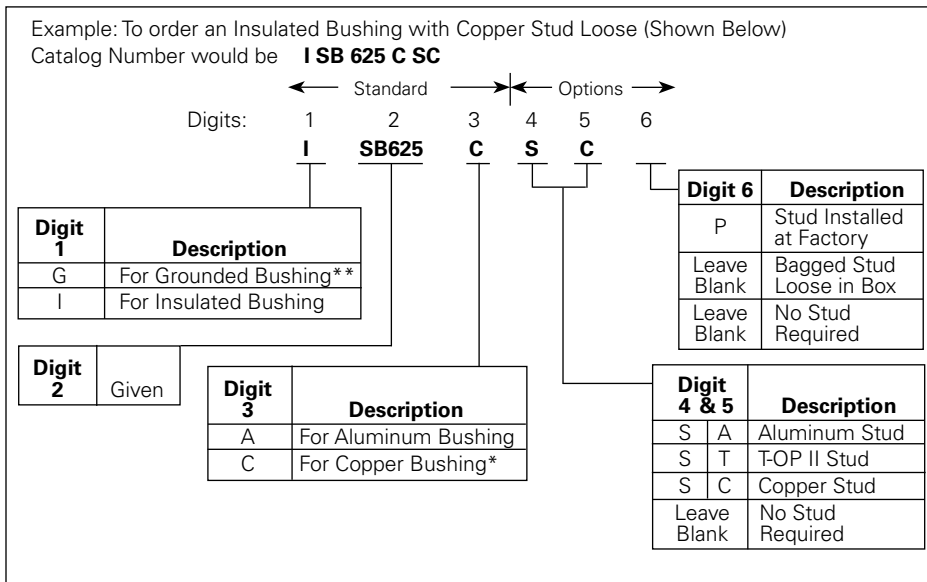 Example: To order an Insulated Bushing with Copper Stud Loose (Shown Below)
Catalog Number would be I SB 625 C SC
Standard Options
Digits: 1 2 3 4 5 6
I SB625 C S C
Digit 6 Description
P Stud Installed
at Factory
Leave Bagged Stud
Blank Loose in Box
Leave No Stud
Blank Required
Digit
1 Description
G For Grounded Bushing**
I For Insulated Bushing
Digit
2 Given
Digit
3 Description
A For Aluminum Bushing
C For Copper Bushing*
Digit
4 & 5 Description
S A Aluminum Stud
S T T-OP II Stud
S C Copper Stud
Leave No Stud
Blank Required